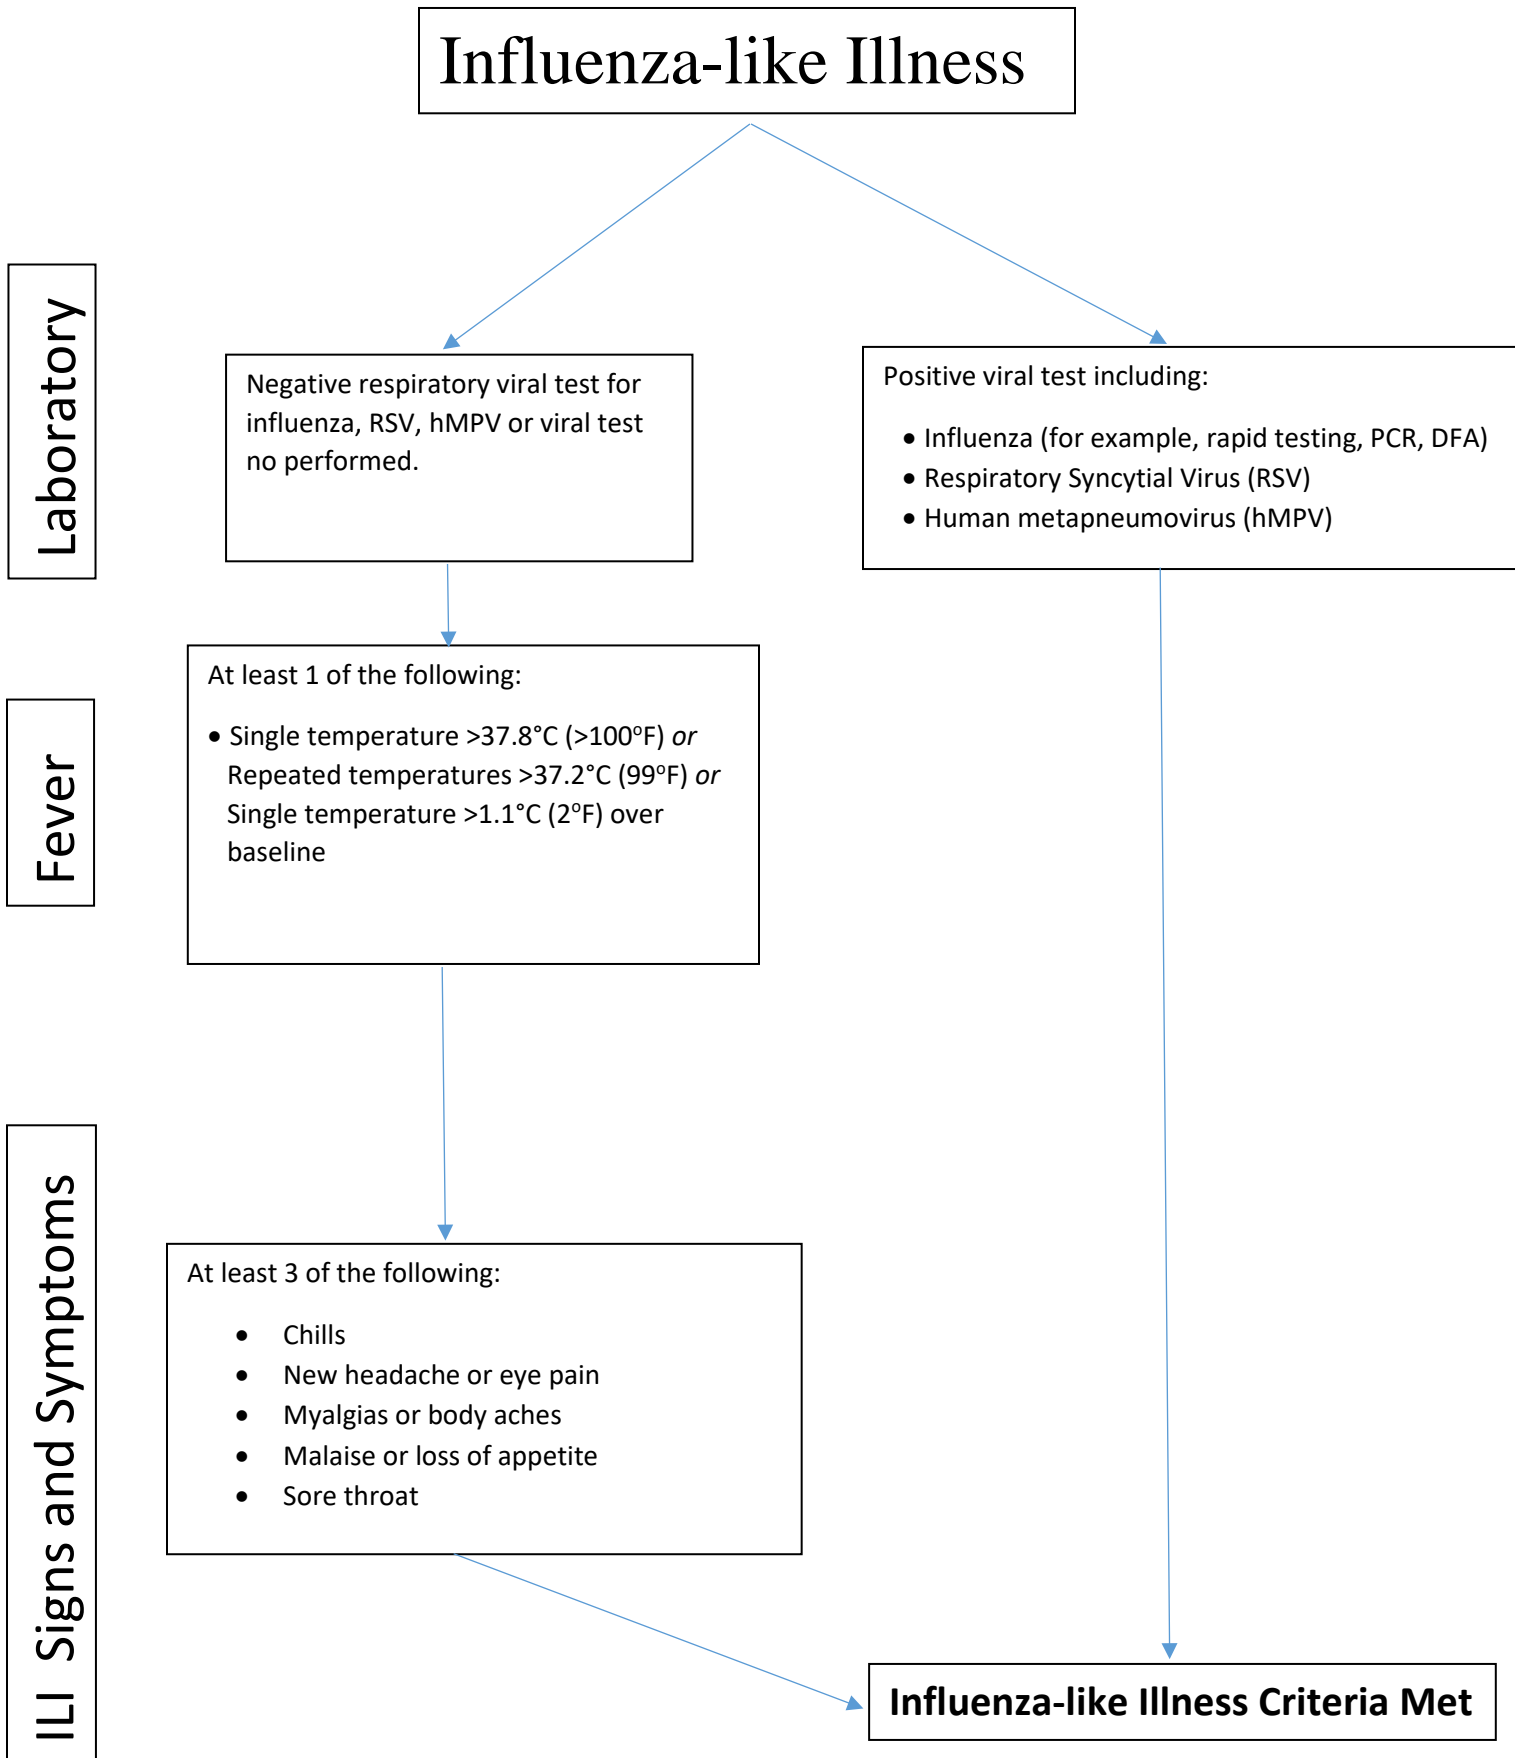 Influenza-like Illness
Laboratory
Negative respiratory viral test for
influenza, RSV, hMPV or viral test
no performed.
Positive viral test including:
• Influenza (for example, rapid testing, PCR, DFA)
• Respiratory Syncytial Virus (RSV)
• Human metapneumovirus (hMPV)
Fever
At least 1 of the following:
• Single temperature >37.8°C (>100°F) or
Repeated temperatures >37.2°C (99°F) or
Single temperature >1.1°C (2°F) over
baseline
ILI Signs and Symptoms
At least 3 of the following:
• Chills
• New headache or eye pain
• Myalgias or body aches
• Malaise or loss of appetite
• Sore throat
Influenza-like Illness Criteria Met